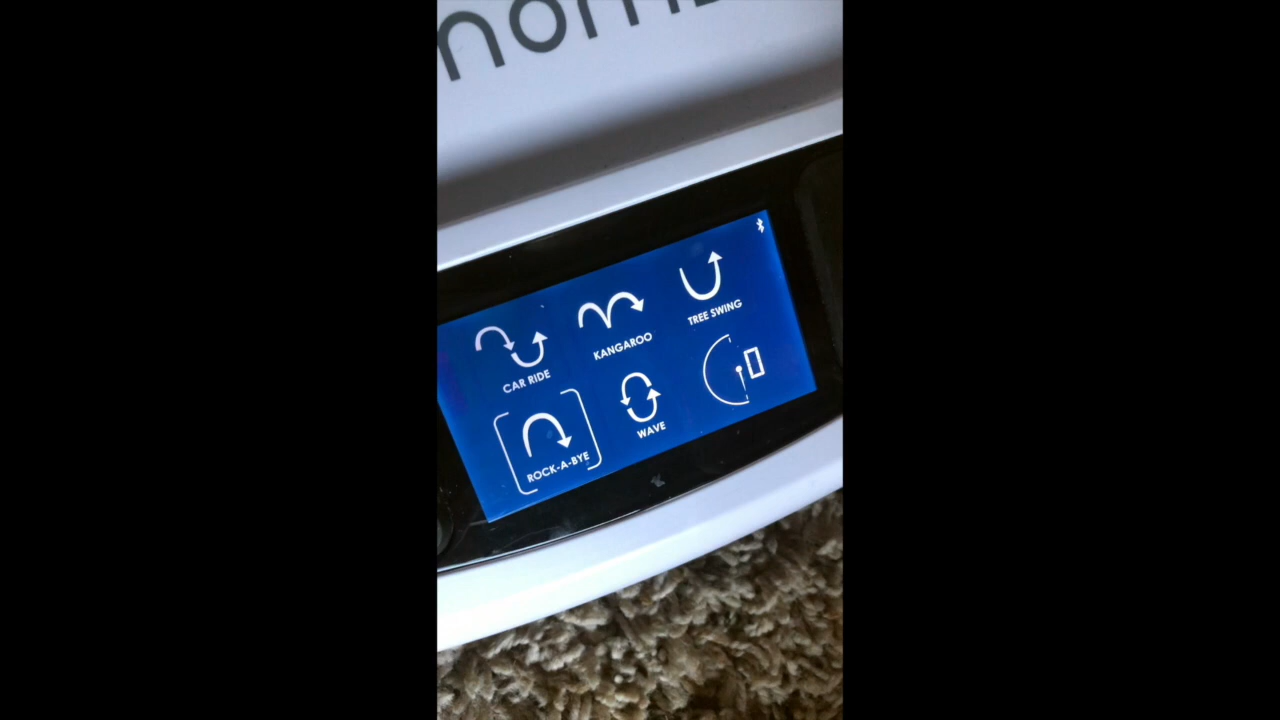 CAR RIDE
KANGAROO
TREE SWING
ROCK-A-BYE
WAVE